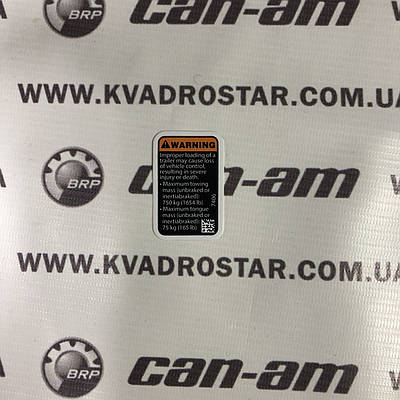 BRP can-am
WWW.KVADROSTAR.COM.UA
WARNING
Improper loading of a
trailer may cause loss
of vehicle control,
resulting in severe
injury or death.
• Maximum towing
mass (unbraked or
inertiabraked):
750 kg (1654 lb)
• Maximum tongue
mass (unbraked or
inertiabraked):
75 kg (165 lb)
7406
BRP can-am
WWW.KVADROSTAR.COM.UA
BRP can-am